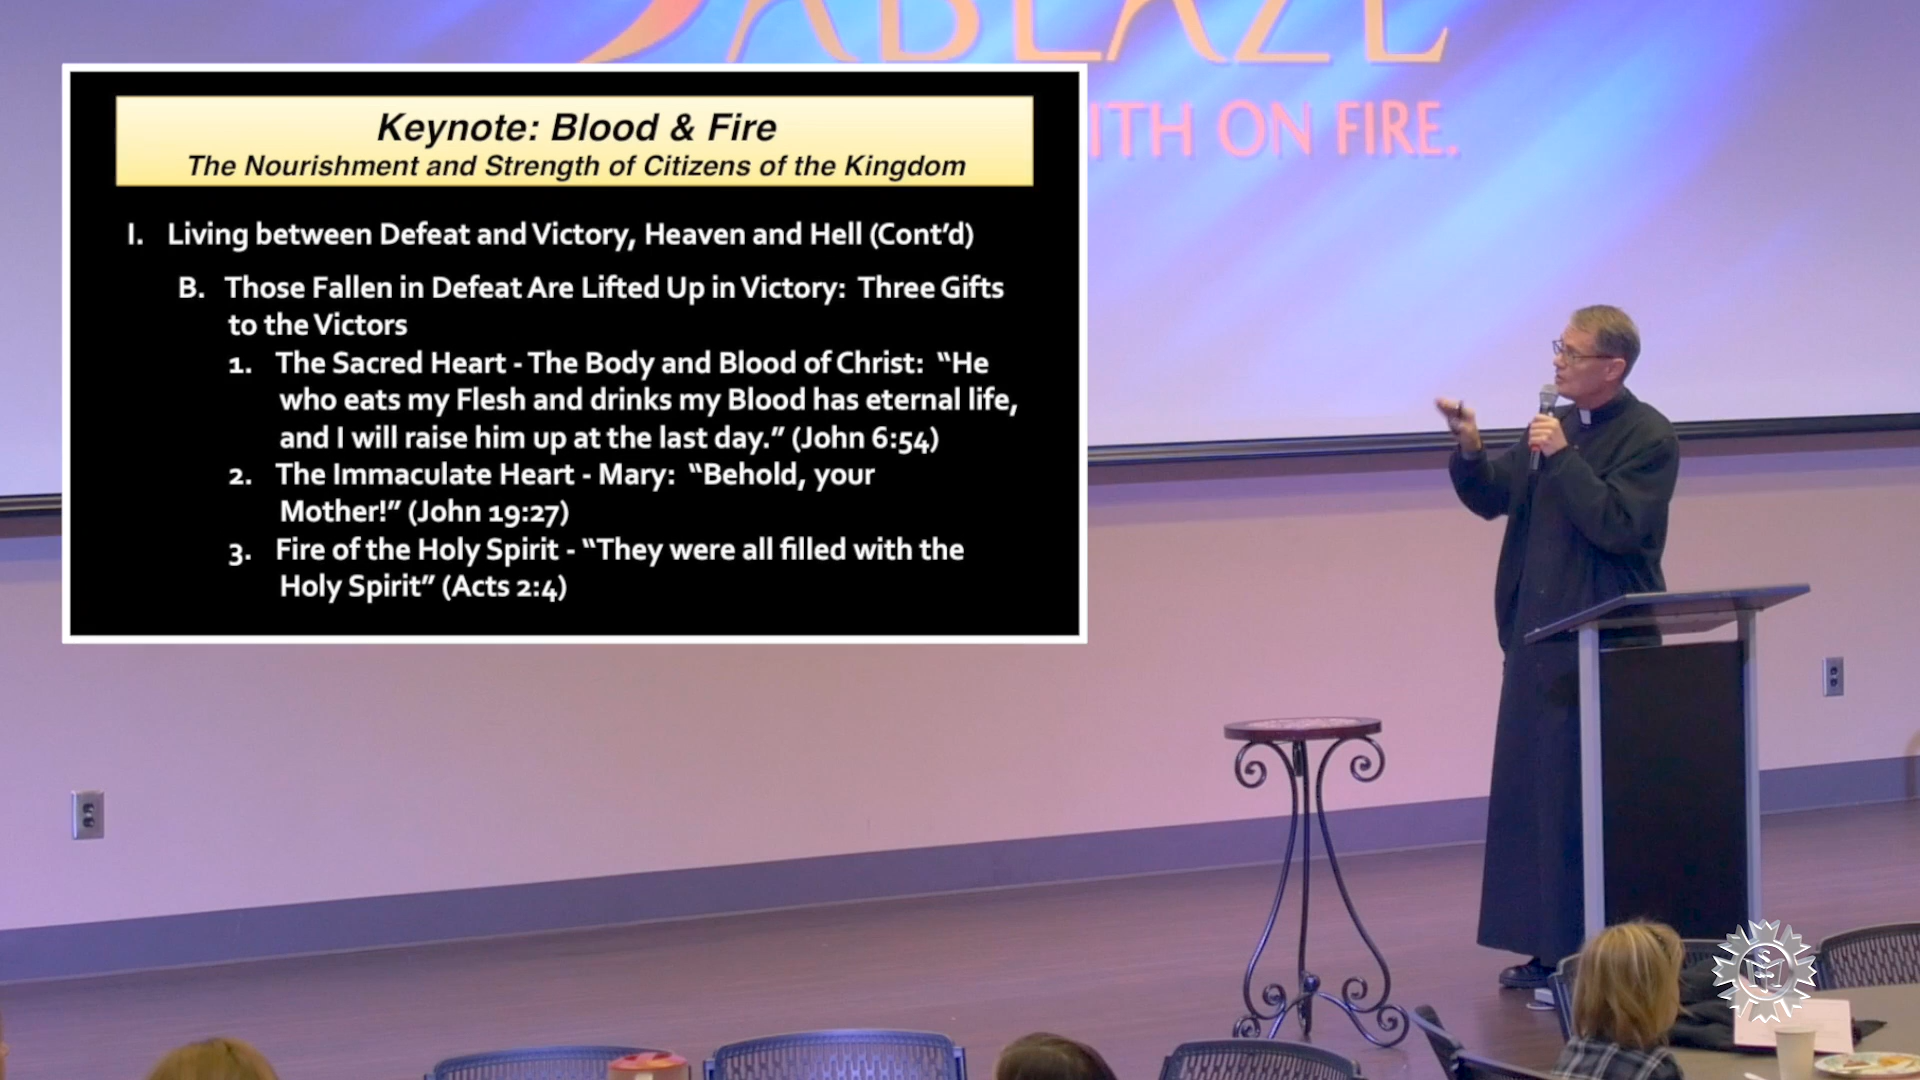 ABLAZE
ITH ON FIRE.
Keynote: Blood & Fire
The Nourishment and Strength of Citizens of the Kingdom
I. Living between Defeat and Victory, Heaven and Hell (Cont’d)
B. Those Fallen in Defeat Are Lifted Up in Victory: Three Gifts
to the Victors
1. The Sacred Heart - The Body and Blood of Christ: “He
who eats my Flesh and drinks my Blood has eternal life,
and I will raise him up at the last day.” (John 6:54)
2. The Immaculate Heart - Mary: “Behold, your
Mother!” (John 19:27)
3. Fire of the Holy Spirit - “They were all filled with the
Holy Spirit” (Acts 2:4)